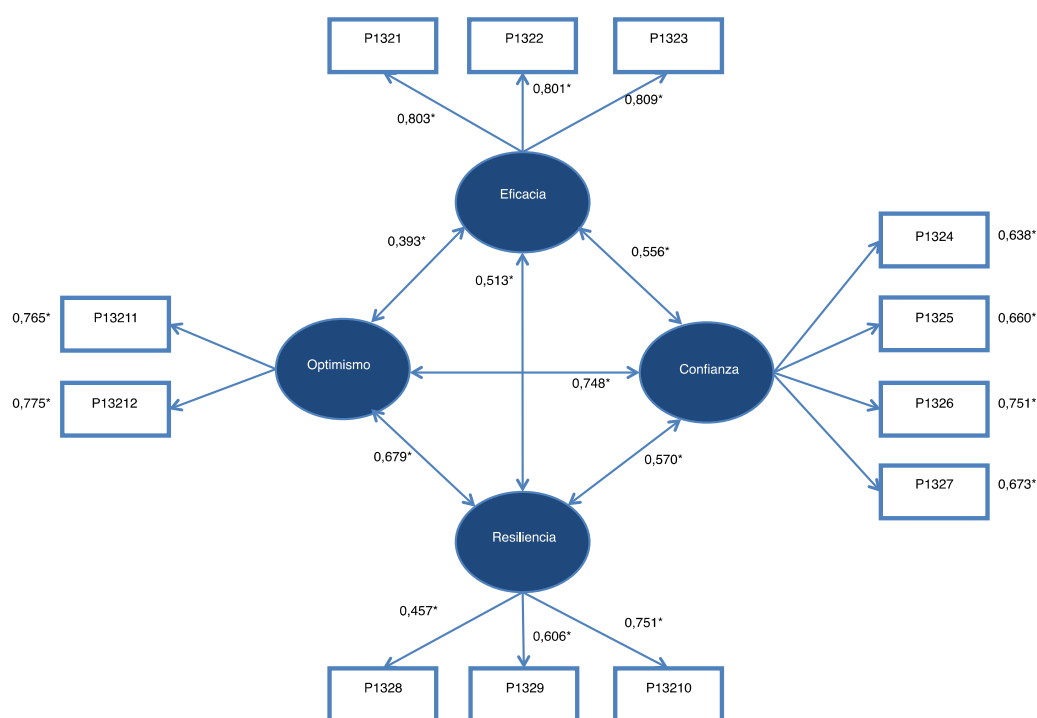 P1321
P1322
P1323
0,803*
0,801*
0,809*
Eficacia
0,393*
0,513*
0,556*
P1324
0,638*
P1325
0,660*
P1326
0,751*
P1327
0,673*
0,765*
P13211
0,775*
P13212
Optimismo
0,748*
Confianza
0,679*
0,570*
Resiliencia
0,457*
0,606*
0,751*
P1328
P1329
P13210